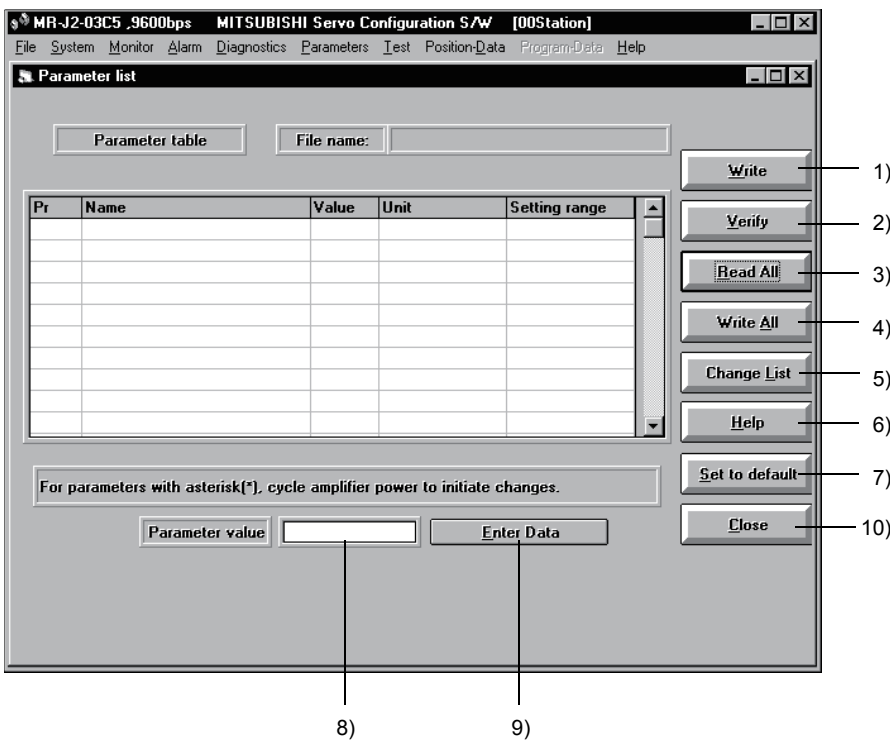 MR-J2-03C5 ,9600bps MITSUBISHI Servo Configuration S/W [00Station]
File System Monitor Alarm Diagnostics Parameters Test Position-Data Program-Data Help
Parameter list
Parameter table File name:
Write 1)
Pr Name Value Unit Setting range
Verify 2)
Read All 3)
Write All 4)
Change List 5)
Help 6)
Set to default 7)
For parameters with asterisk(*), cycle amplifier power to initiate changes.
Parameter value Enter Data
Close 10)
8) 9)